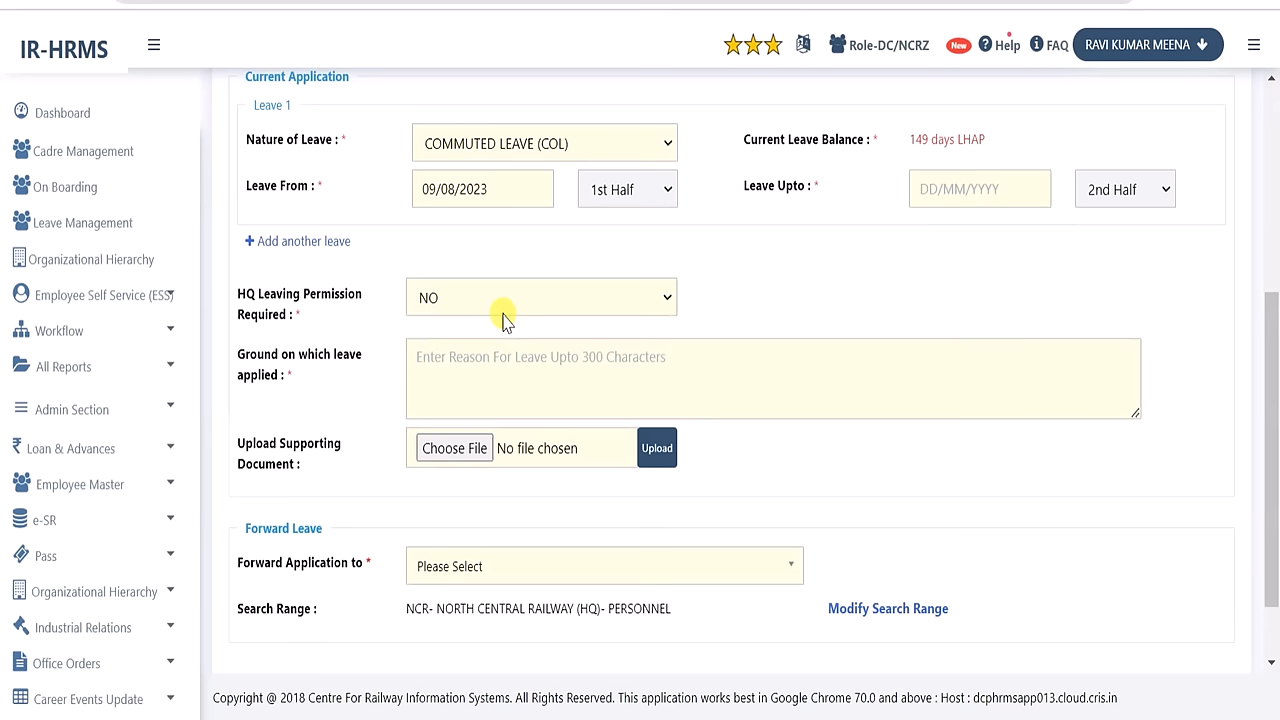 IR-HRMS
Role-DC/NCRZ
New
Help
FAQ
RAVI KUMAR MEENA
Dashboard
Cadre Management
On Boarding
Leave Management
Organizational Hierarchy
Employee Self Service (ESS)
Workflow
All Reports
Admin Section
Loan & Advances
Employee Master
e-SR
Pass
Organizational Hierarchy
Industrial Relations
Office Orders
Career Events Update
Current Application
Leave 1
Nature of Leave : *
COMMUTED LEAVE (COL)
Current Leave Balance : *
149 days LHAP
Leave From : *
09/08/2023
1st Half
Leave Upto : *
DD/MM/YYYY
2nd Half
+ Add another leave
HQ Leaving Permission
Required : *
NO
Ground on which leave
applied : *
Enter Reason For Leave Upto 300 Characters
Upload Supporting
Document :
Choose File No file chosen
Upload
Forward Leave
Forward Application to *
Please Select
Search Range :
NCR- NORTH CENTRAL RAILWAY (HQ)- PERSONNEL
Modify Search Range
Copyright @ 2018 Centre For Railway Information Systems. All Rights Reserved. This application works best in Google Chrome 70.0 and above : Host : dcphrmsapp013.cloud.cris.in